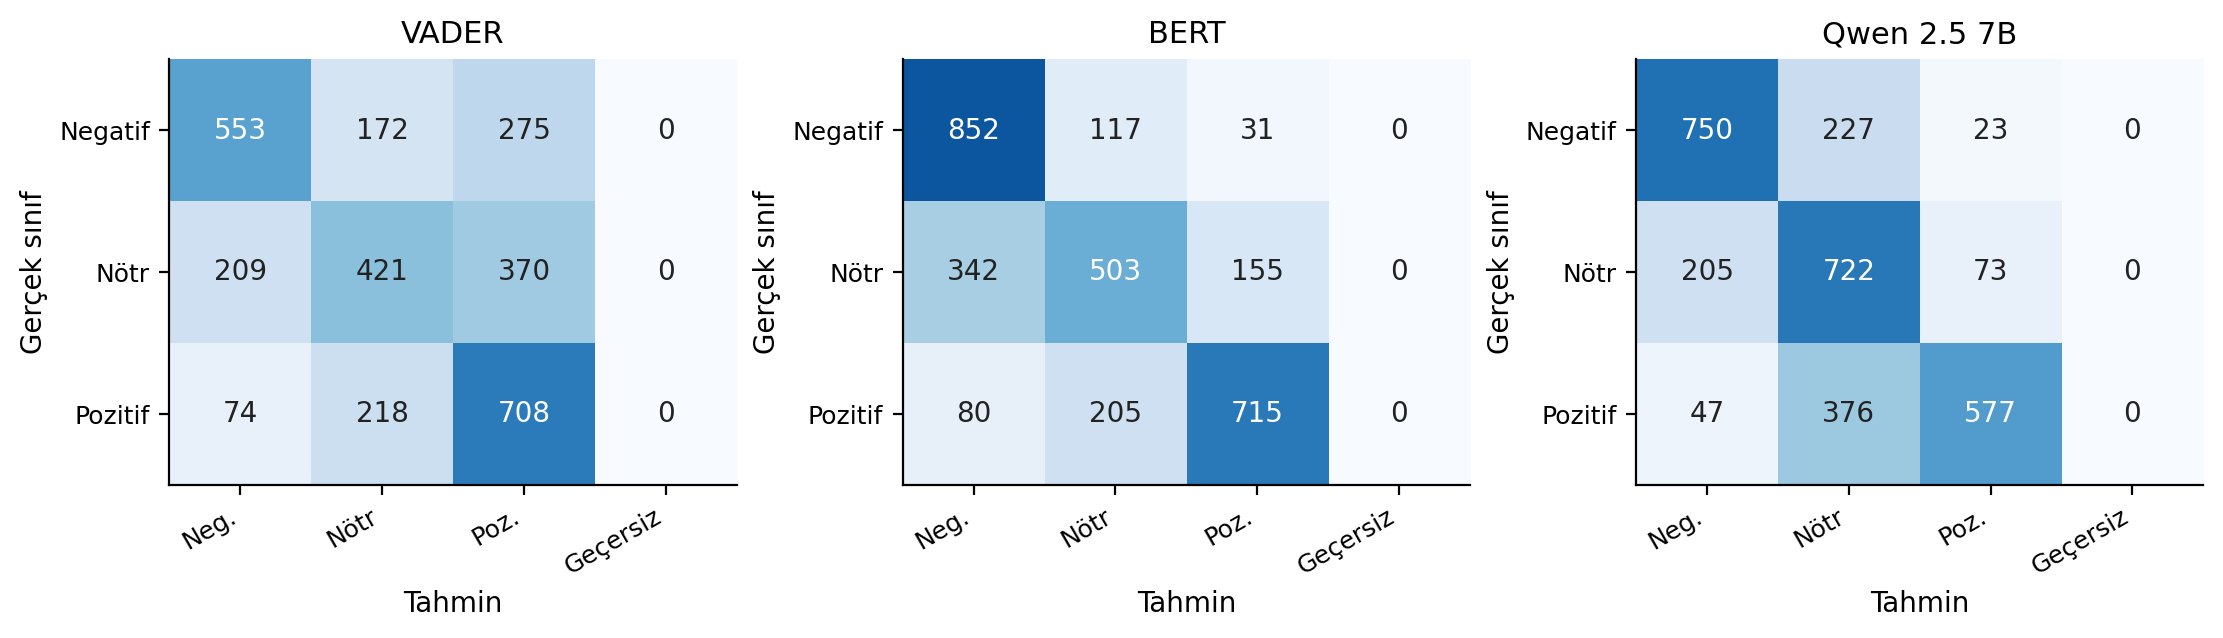 VADER
Gerçek sınıf
Negatif 553 172 275 0
Nötr 209 421 370 0
Pozitif 74 218 708 0
Neg. Nötr Poz. Geçersiz
Tahmin
BERT
Gerçek sınıf
Negatif 852 117 31 0
Nötr 342 503 155 0
Pozitif 80 205 715 0
Neg. Nötr Poz. Geçersiz
Tahmin
Qwen 2.5 7B
Gerçek sınıf
Negatif 750 227 23 0
Nötr 205 722 73 0
Pozitif 47 376 577 0
Neg. Nötr Poz. Geçersiz
Tahmin